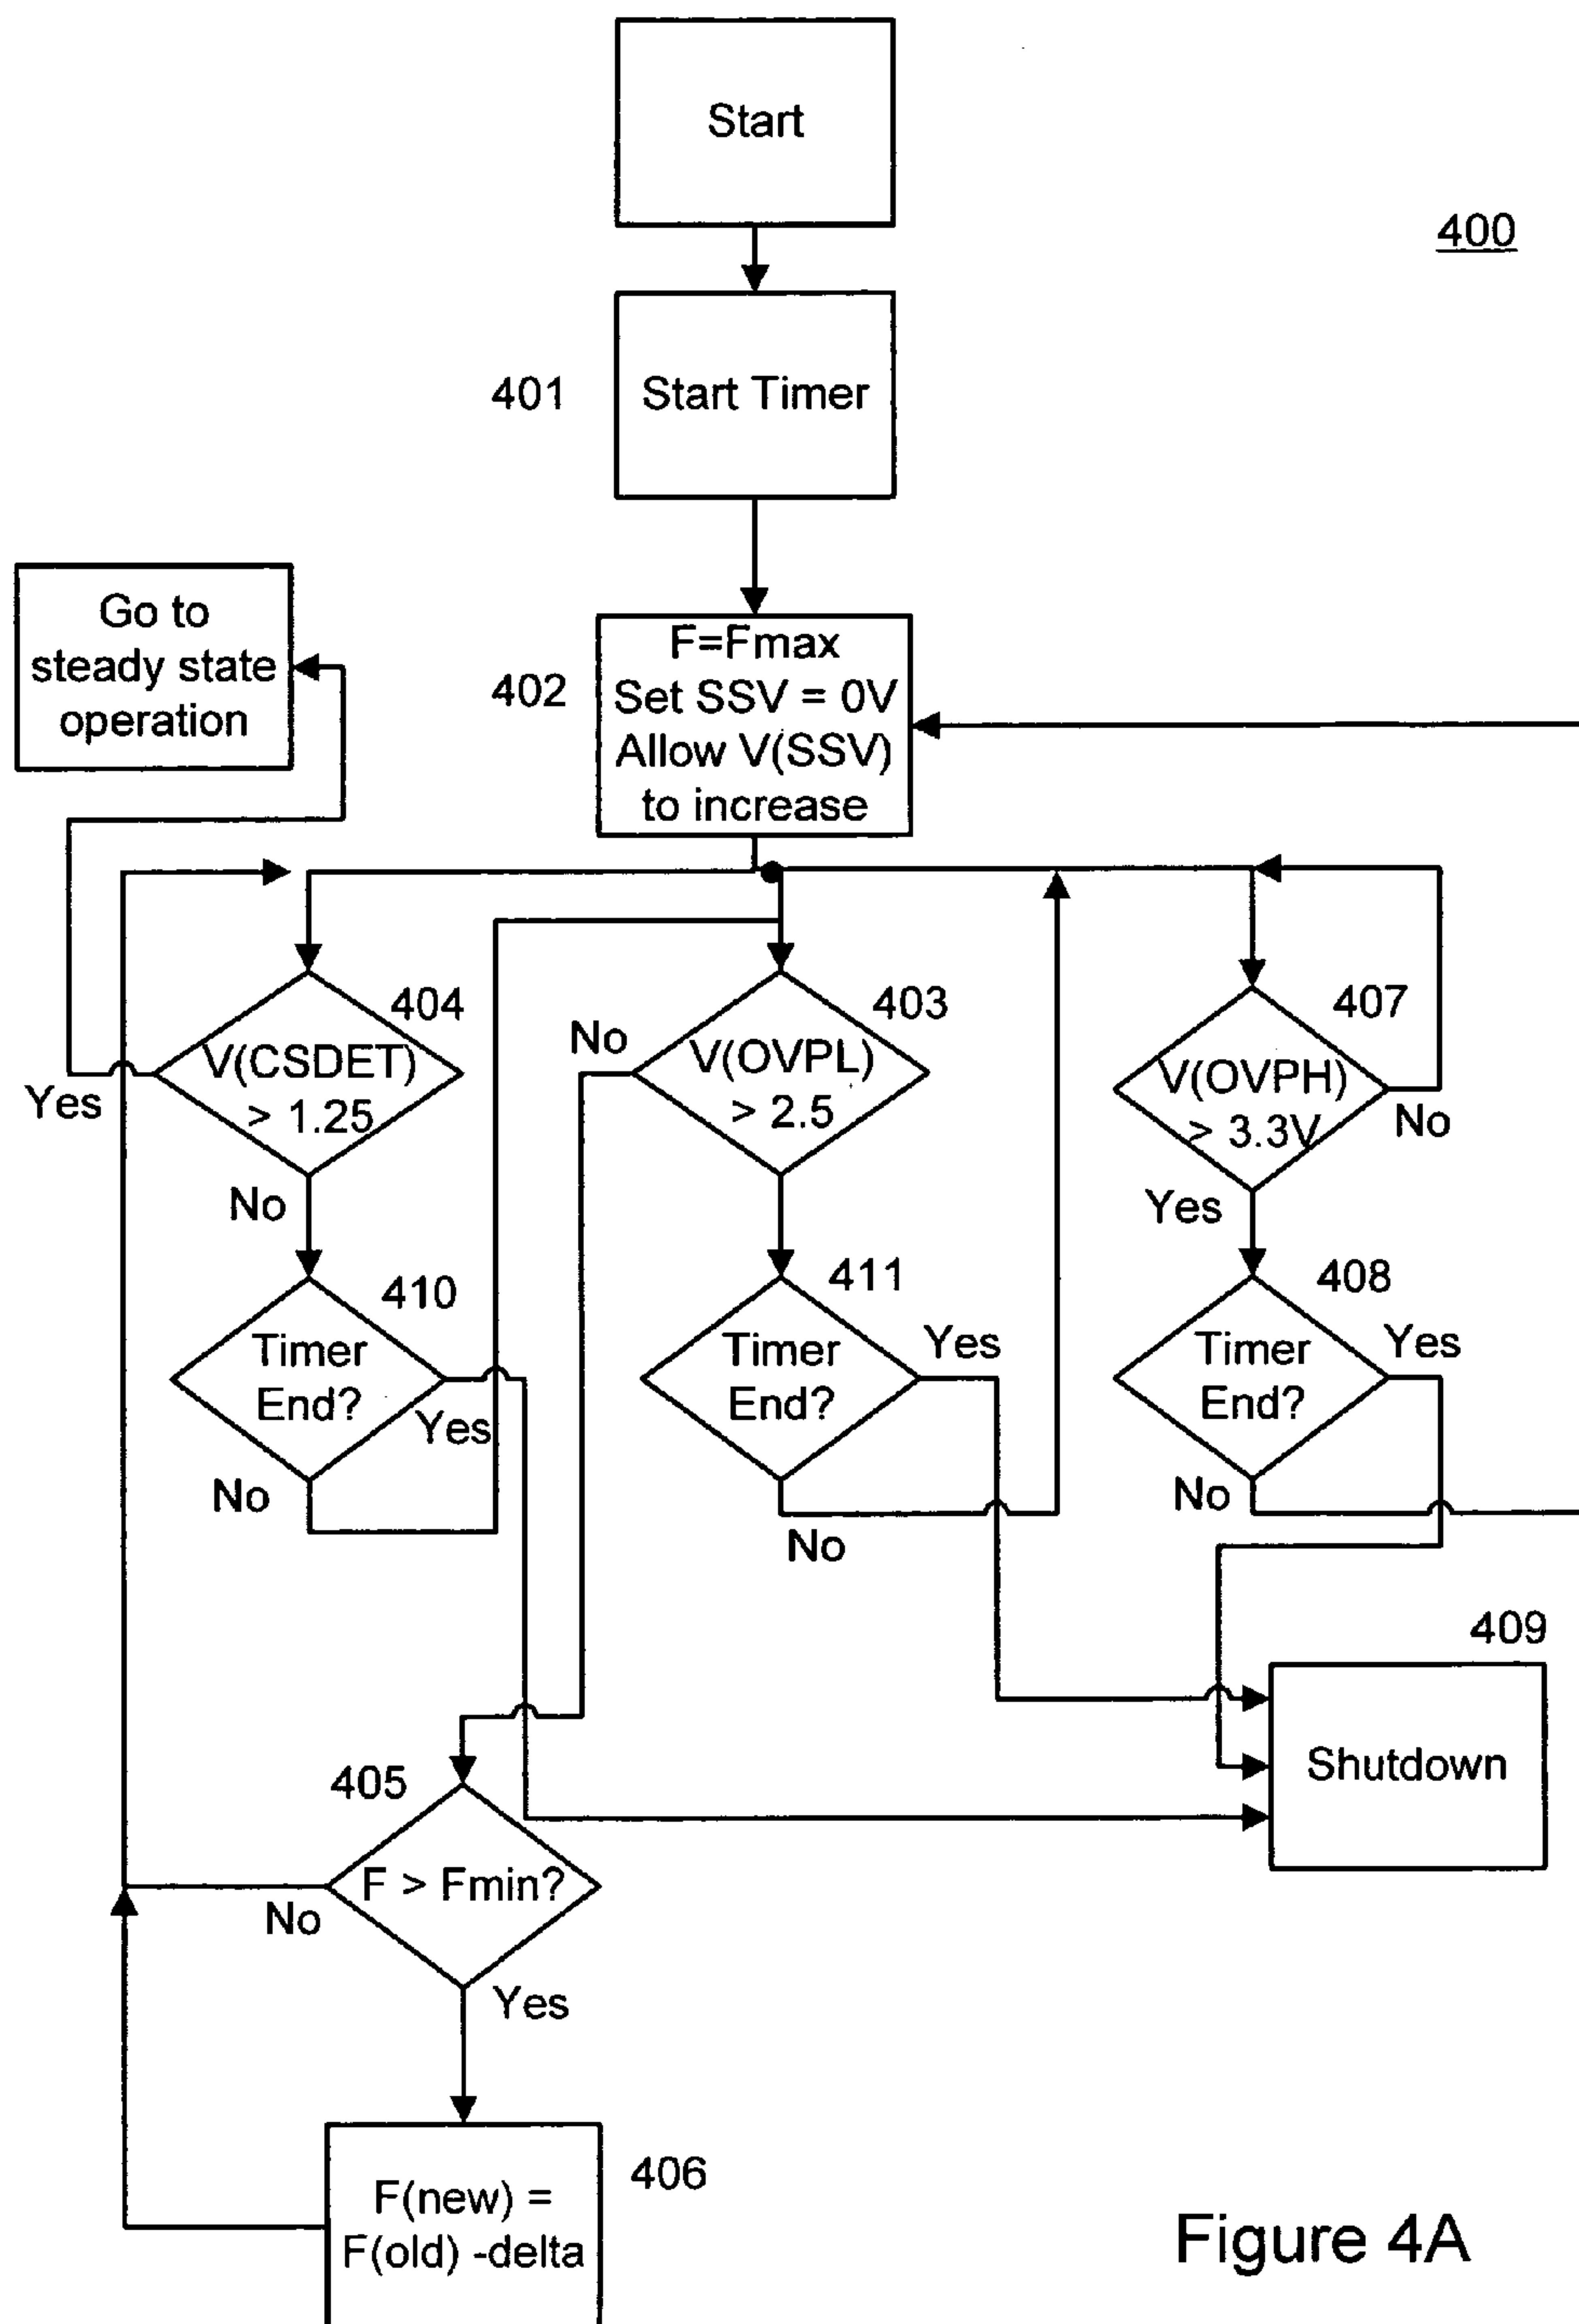 Start
400
401
Start Timer
Go to
steady state
operation
402
F=Fmax
Set SSV = 0V
Allow V(SSV)
to increase
404
V(CSDET)
> 1.25
Yes
No
403
No
V(OVPL)
> 2.5
407
V(OVPH)
> 3.3V
No
Yes
410
Timer
End?
Yes
No
411
Timer
End?
Yes
No
408
Timer
End?
Yes
No
409
Shutdown
405
F > Fmin?
No
Yes
406
F(new) =
F(old) -delta
Figure 4A